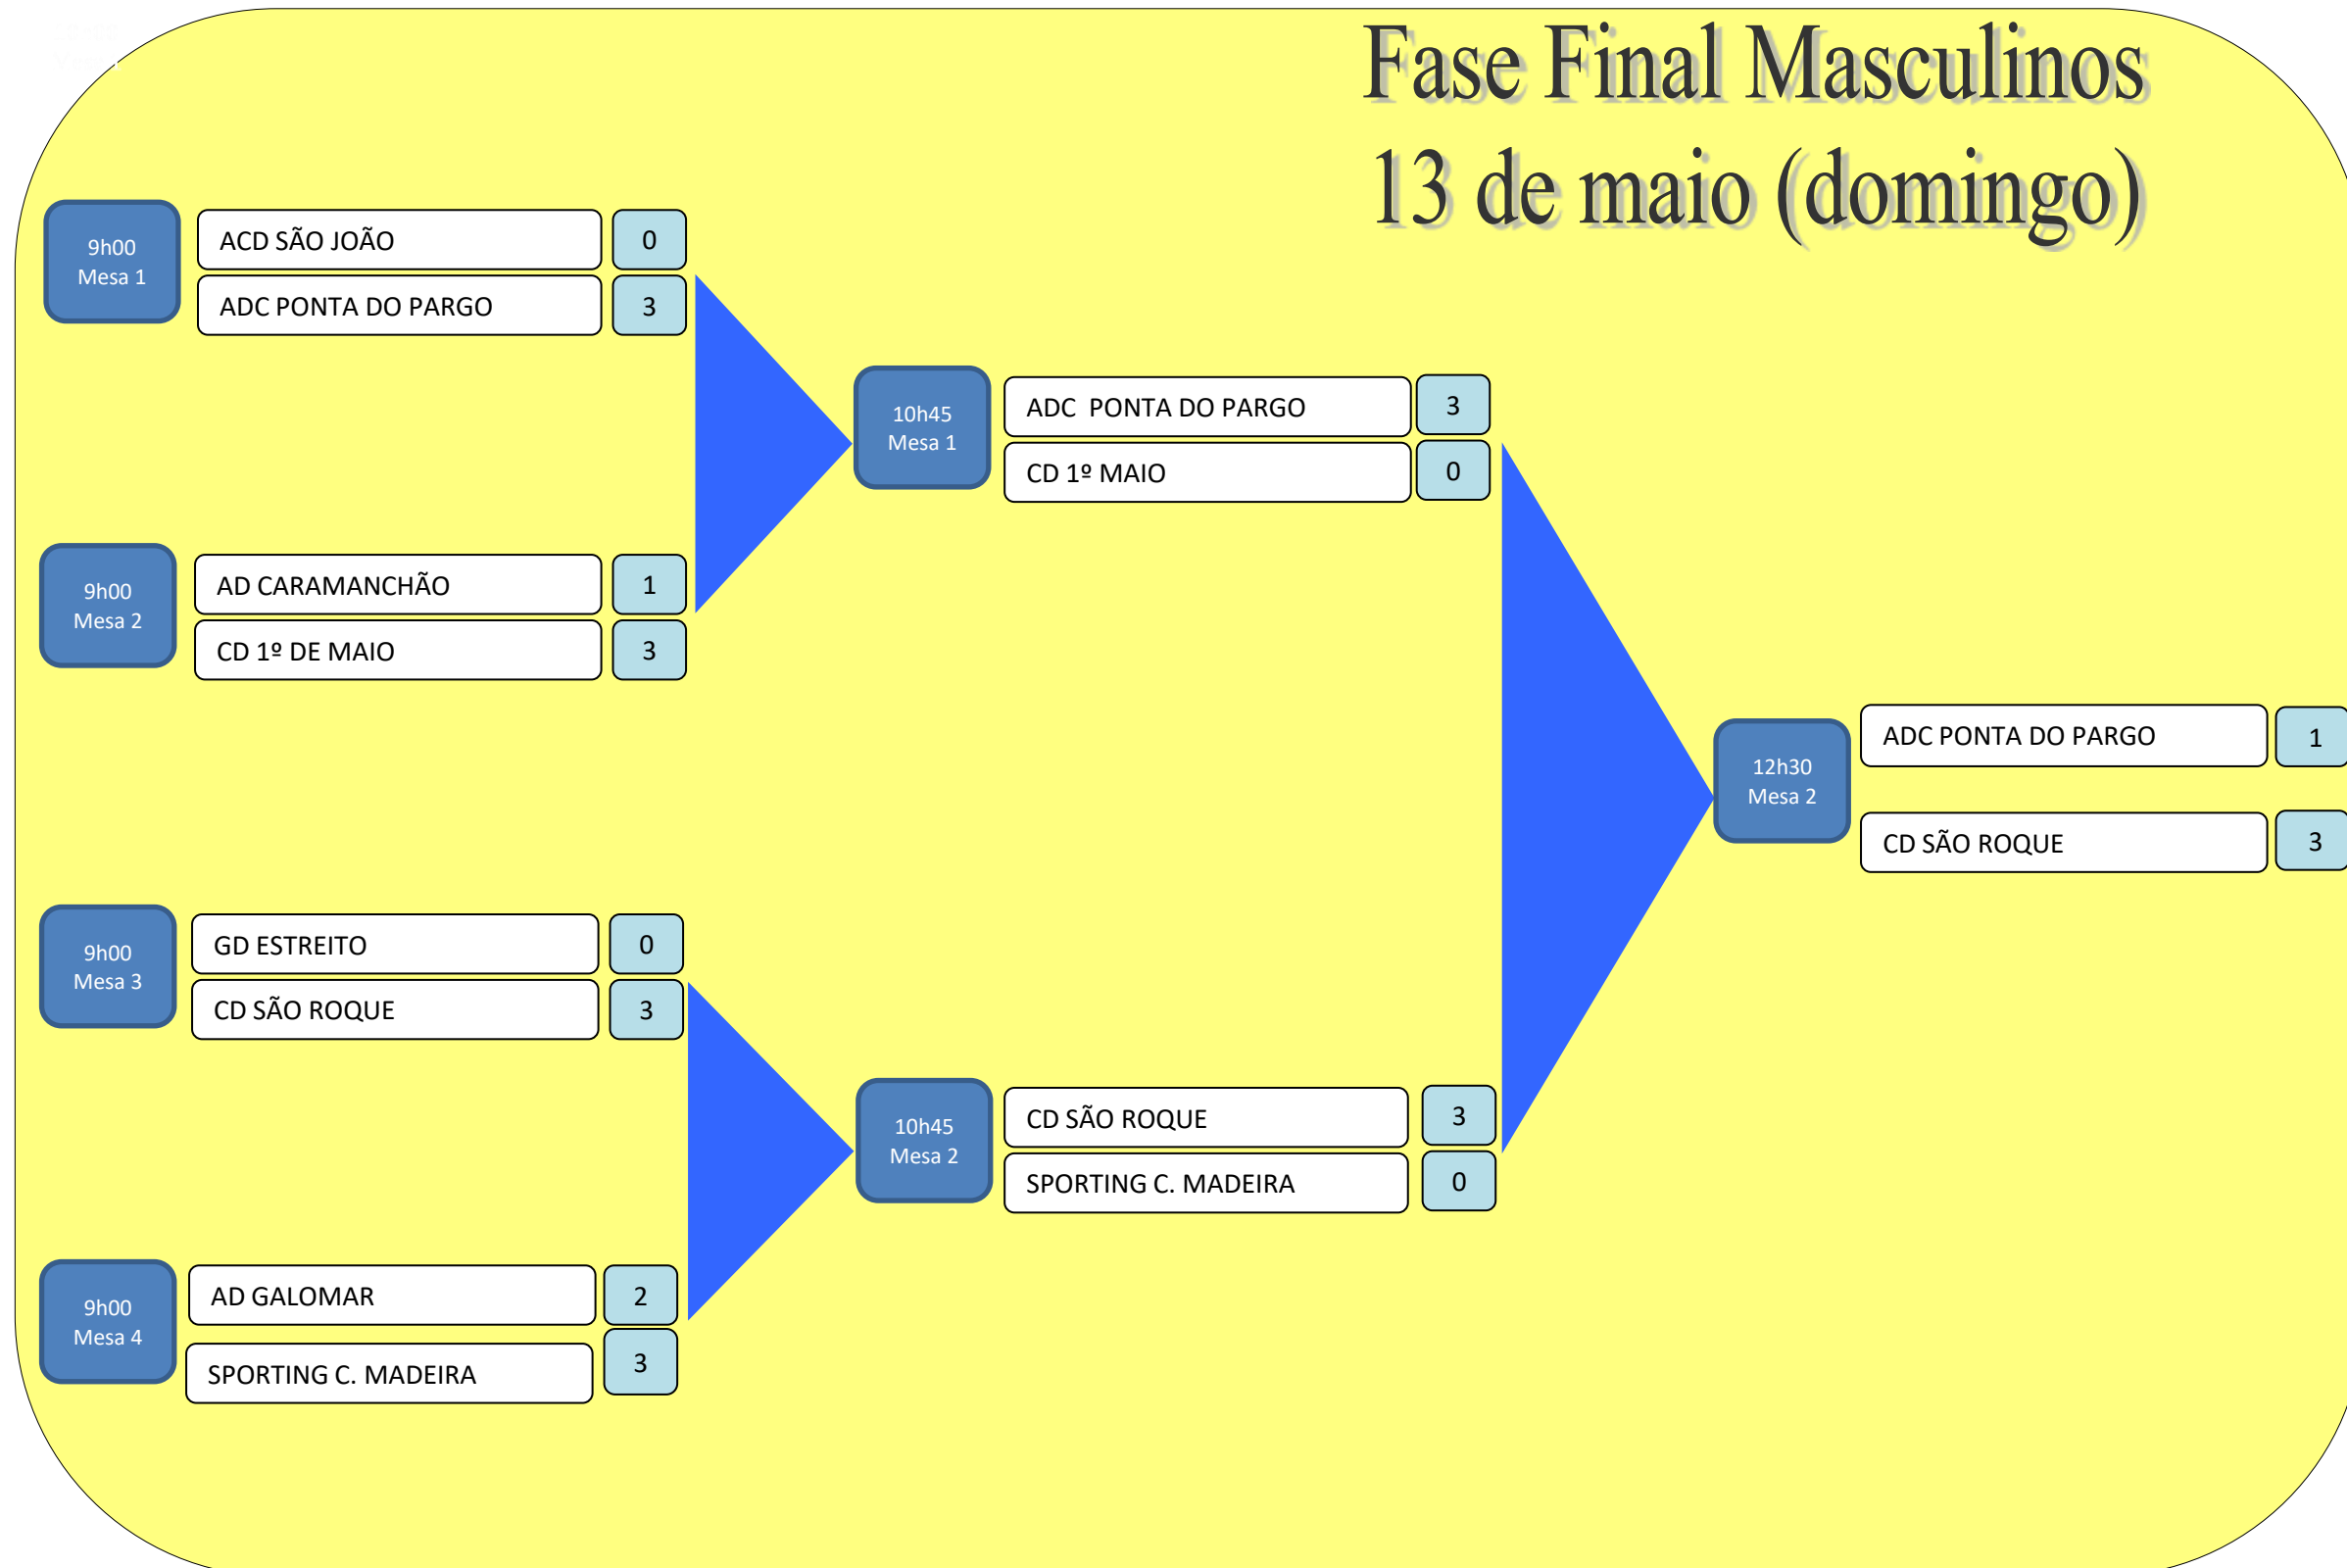 Fase Final Masculinos
13 de maio (domingo)
9h00
Mesa 1
ACD SÃO JOÃO 0
ADC PONTA DO PARGO 3
10h45
Mesa 1
ADC  PONTA DO PARGO 3
CD 1º MAIO 0
9h00
Mesa 2
AD CARAMANCHÃO 1
CD 1º DE MAIO 3
12h30
Mesa 2
ADC PONTA DO PARGO 1
CD SÃO ROQUE 3
9h00
Mesa 3
GD ESTREITO 0
CD SÃO ROQUE 3
10h45
Mesa 2
CD SÃO ROQUE 3
SPORTING C. MADEIRA 0
9h00
Mesa 4
AD GALOMAR 2
SPORTING C. MADEIRA 3